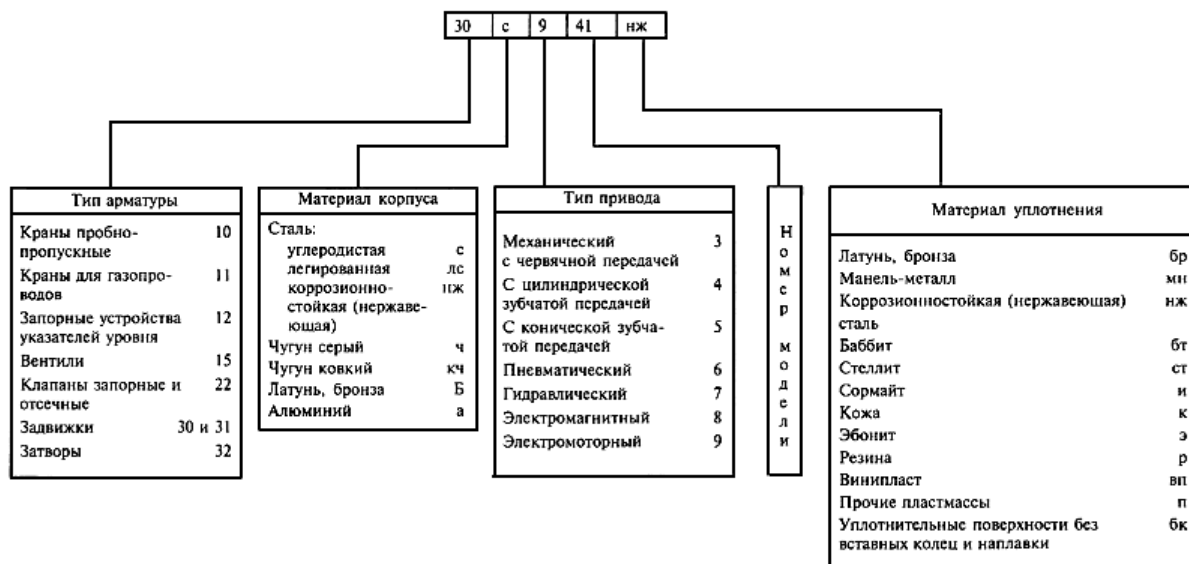 30 с 9 41 нж
Тип арматуры
Краны пробно- 10
пропускные
Краны для газопро- 11
водов
Запорные устройства 12
указателей уровня
Вентили 15
Клапаны запорные и 22
отсечные
Задвижки 30 и 31
Затворы 32
Материал корпуса
Сталь:
углеродистая с
легированная лс
коррозионно- нж
стойкая (нержаве-
ющая)
Чугун серый ч
Чугун ковкий кч
Латунь, бронза Б
Алюминий а
Тип привода
Механический 3
с червячной передачей
С цилиндрической 4
зубчатой передачей
С конической зубча- 5
той передачей
Пневматический 6
Гидравлический 7
Электромагнитный 8
Электромоторный 9
Номер модели
Материал уплотнения
Латунь, бронза бр
Манель-металл мн
Коррозионностойкая (нержавеющая) нж
сталь
Баббит бт
Стеллит ст
Сормайт и
Кожа к
Эбонит э
Резина р
Винипласт вп
Прочие пластмассы п
Уплотнительные поверхности без бк
вставных колец и наплавки